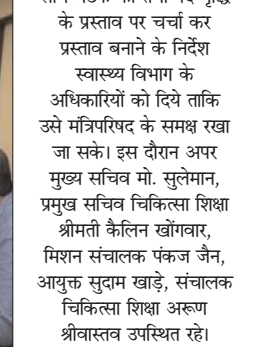 के प्रस्ताव पर चर्चा कर
प्रस्ताव बनाने के निर्देश
स्वास्थ्य विभाग के
अधिकारियों को दिये ताकि
उसे मंत्रिपरिषद के समक्ष रखा
जा सके। इस दौरान अपर
मुख्य सचिव मो. सुलेमान,
प्रमुख सचिव चिकित्सा शिक्षा
श्रीमती कैलिन खोंगवार,
मिशन संचालक पंकज जैन,
आयुक्त सुदाम खाड़े, संचालक
चिकित्सा शिक्षा अरूण
श्रीवास्तव उपस्थित रहे।